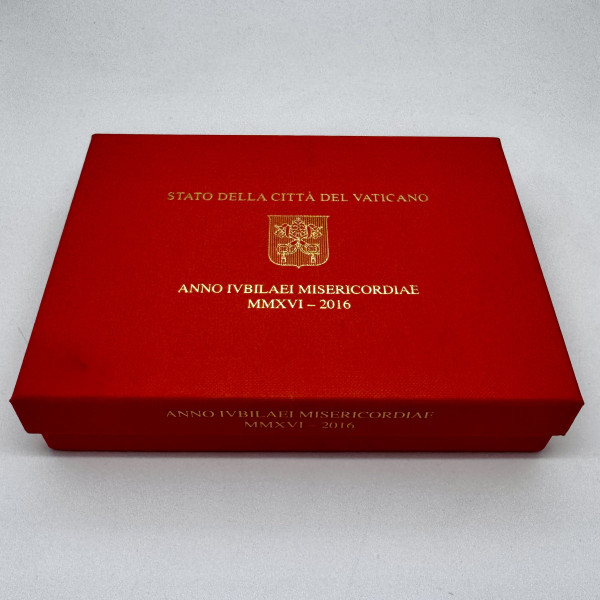 STATO DELLA CITTÀ DEL VATICANO
ANNO IVBILAEI MISERICORDIAE
MMXVI – 2016
ANNO IVBILAEI MISERICORDIAE
MMXVI – 2016